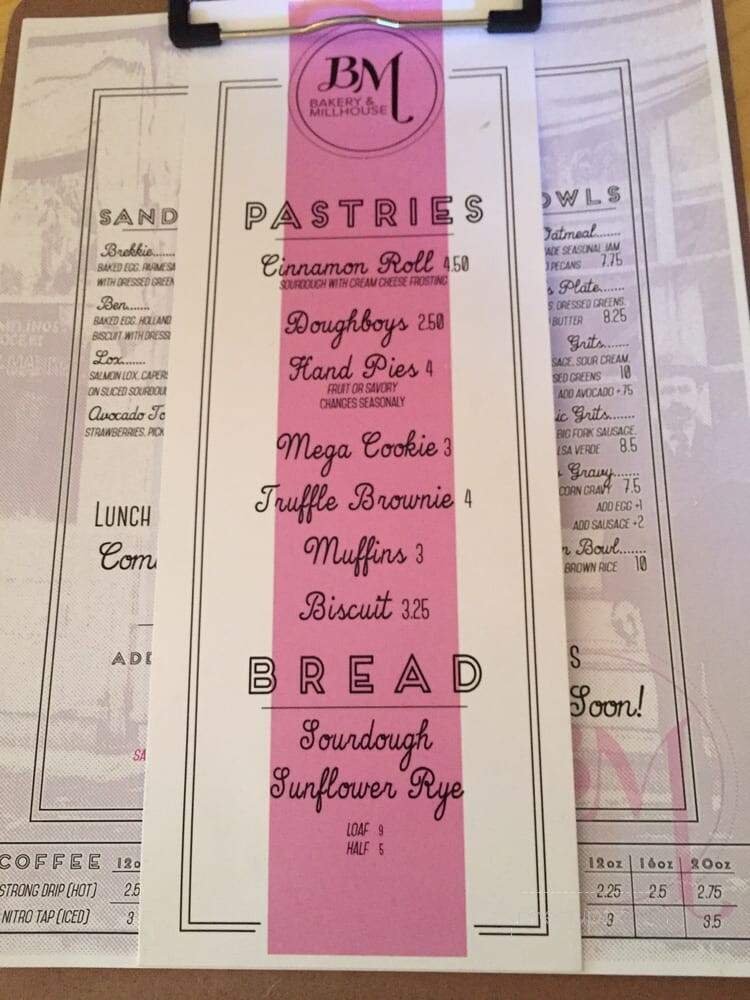 BM
BAKERY &
MILLHOUSE
PASTRIES
Cinnamon Roll 4.50
SOURDOUGH WITH CREAM CHEESE FROSTING
Doughboys 2.50
Hand Pies 4
FRUIT OR SAVORY
CHANGES SEASONALY
Mega Cookie 3
Truffle Brownie 4
Muffins 3
Biscuit 3.25
BREAD
Sourdough
Sunflower Rye
LOAF 9
HALF 5
SAND
Brekkie.......
BAKED EGG, PARMESA
WITH DRESSED GREEN
Ben.......
BAKED EGG, HOLLAND
BISCUIT WITH DRESS
Lox.......
SALMON LOX, CAPER
ON SLICED SOURDOU
Avocado To
STRAWBERRIES, PICK
LUNCH
Com
ADD
SA
COFFEE 12o
STRONG DRIP (HOT) 2.5
NITRO TAP (ICED) 3
OWLS
Oatmeal.......
ADE SEASONAL JAM
PECANS 7.75
s Plate.......
S, DRESSED GREENS,
BUTTER 8.25
Grits.......
SAGE, SOUR CREAM,
SED GREENS 10
ADD AVOCADO +.75
ic Grits.......
BIG FORK SAUSAGE,
LSA VERDE 8.5
Gravy.......
CORN GRAVY 7.5
ADD EGG +1
ADD SAUSAGE +2
n Bowl.......
BROWN RICE 10
S
Soon!
M
12oz 16oz 20oz
2.25 2.5 2.75
3 3.5